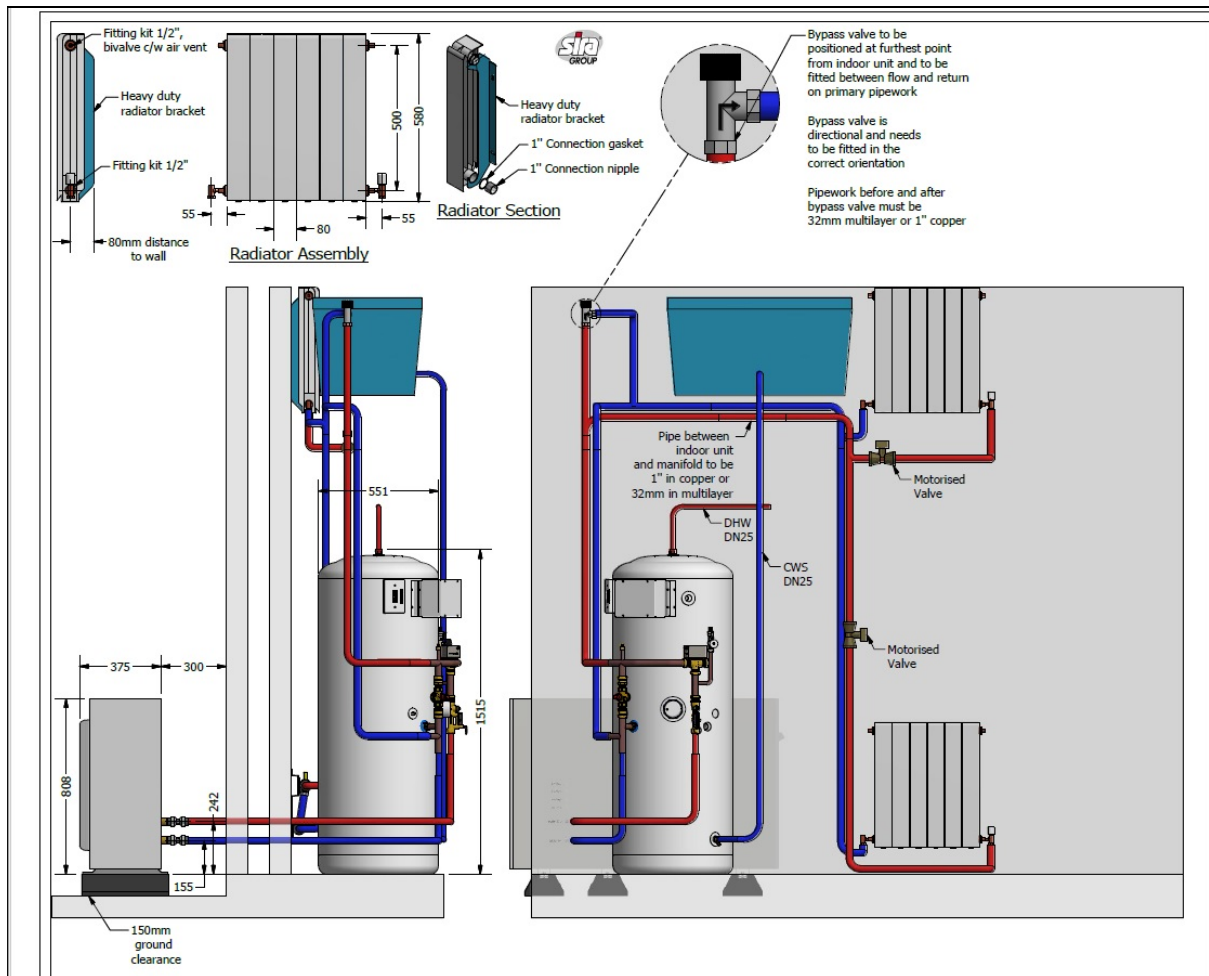 Fitting kit 1/2",
bivalve c/w air vent
Heavy duty
radiator bracket
Fitting kit 1/2"
80mm distance
to wall
55
80
55
500
580
Radiator Assembly
sira
GROUP
Heavy duty
radiator bracket
1" Connection gasket
1" Connection nipple
Radiator Section
Bypass valve to be
positioned at furthest point
from indoor unit and to be
fitted between flow and return
on primary pipework
Bypass valve is
directional and needs
to be fitted in the
correct orientation
Pipework before and after
bypass valve must be
32mm multilayer or 1" copper
551
375
300
808
242
155
1515
150mm
ground
clearance
Pipe between
indoor unit
and manifold to be
1" in copper or
32mm in multilayer
DHW
DN25
CWS
DN25
Motorised
Valve
Motorised
Valve